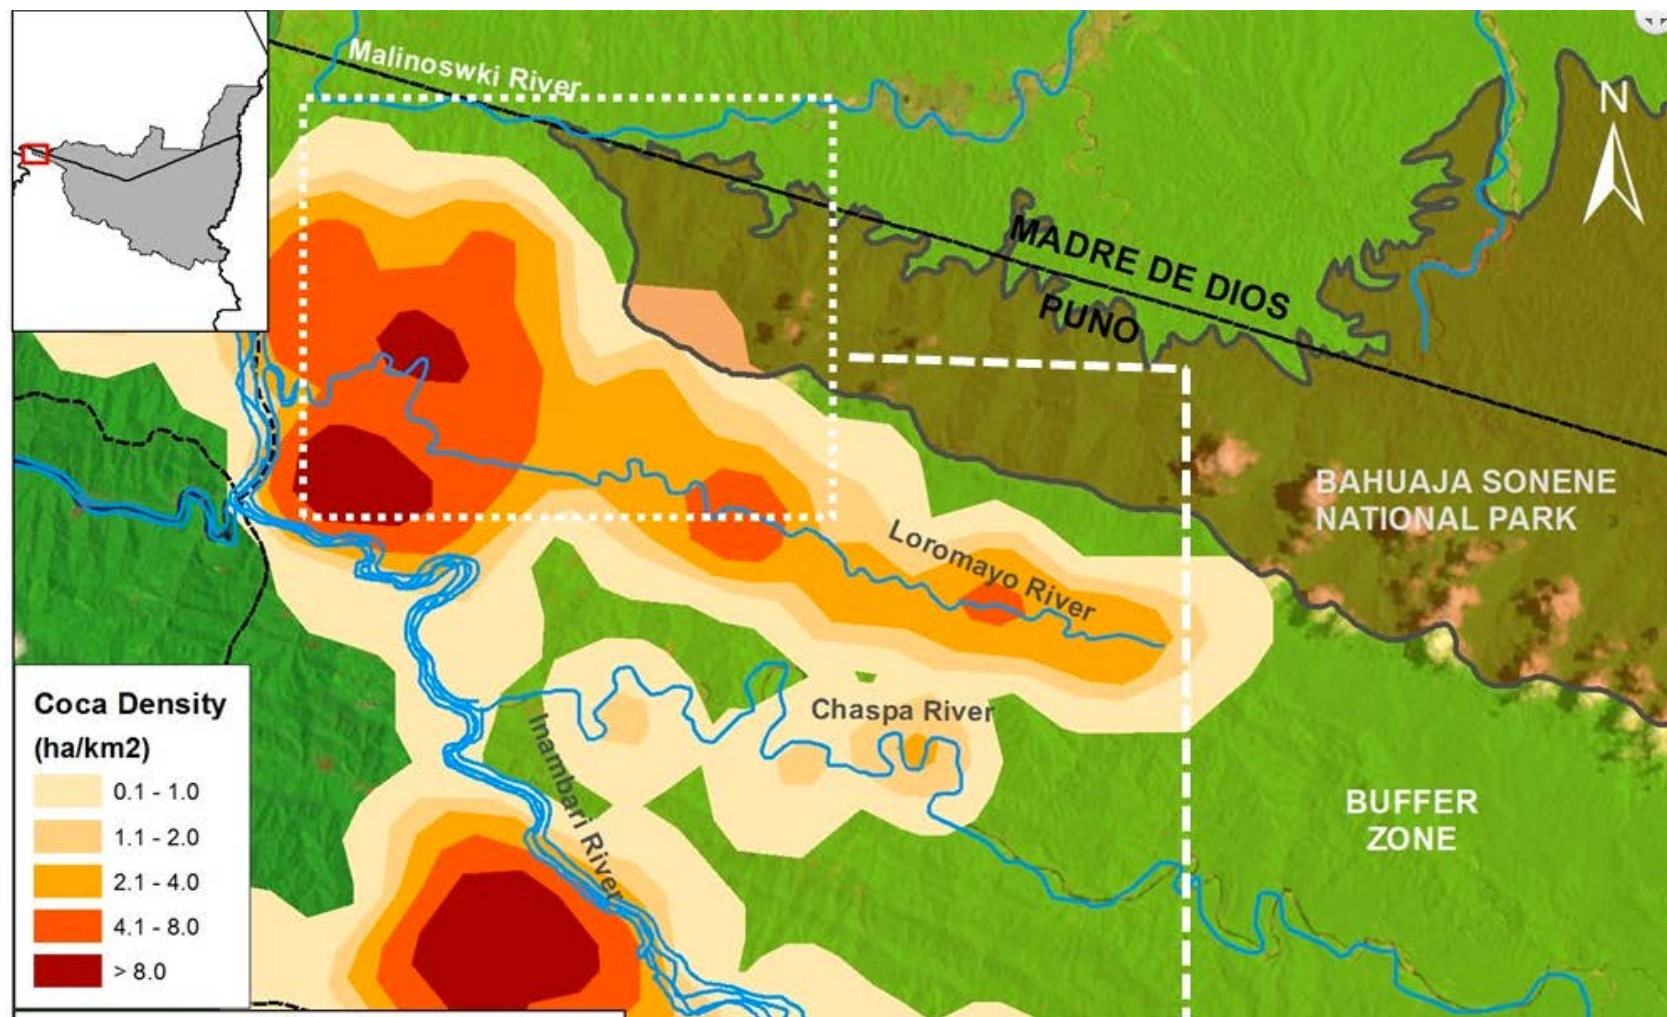 Malinoswki River
N
MADRE DE DIOS
PUNO
BAHUAJA SONENE
NATIONAL PARK
Loromayo River
Chaspa River
Inambari River
BUFFER
ZONE
Coca Density
(ha/km2)
0.1 - 1.0
1.1 - 2.0
2.1 - 4.0
4.1 - 8.0
> 8.0